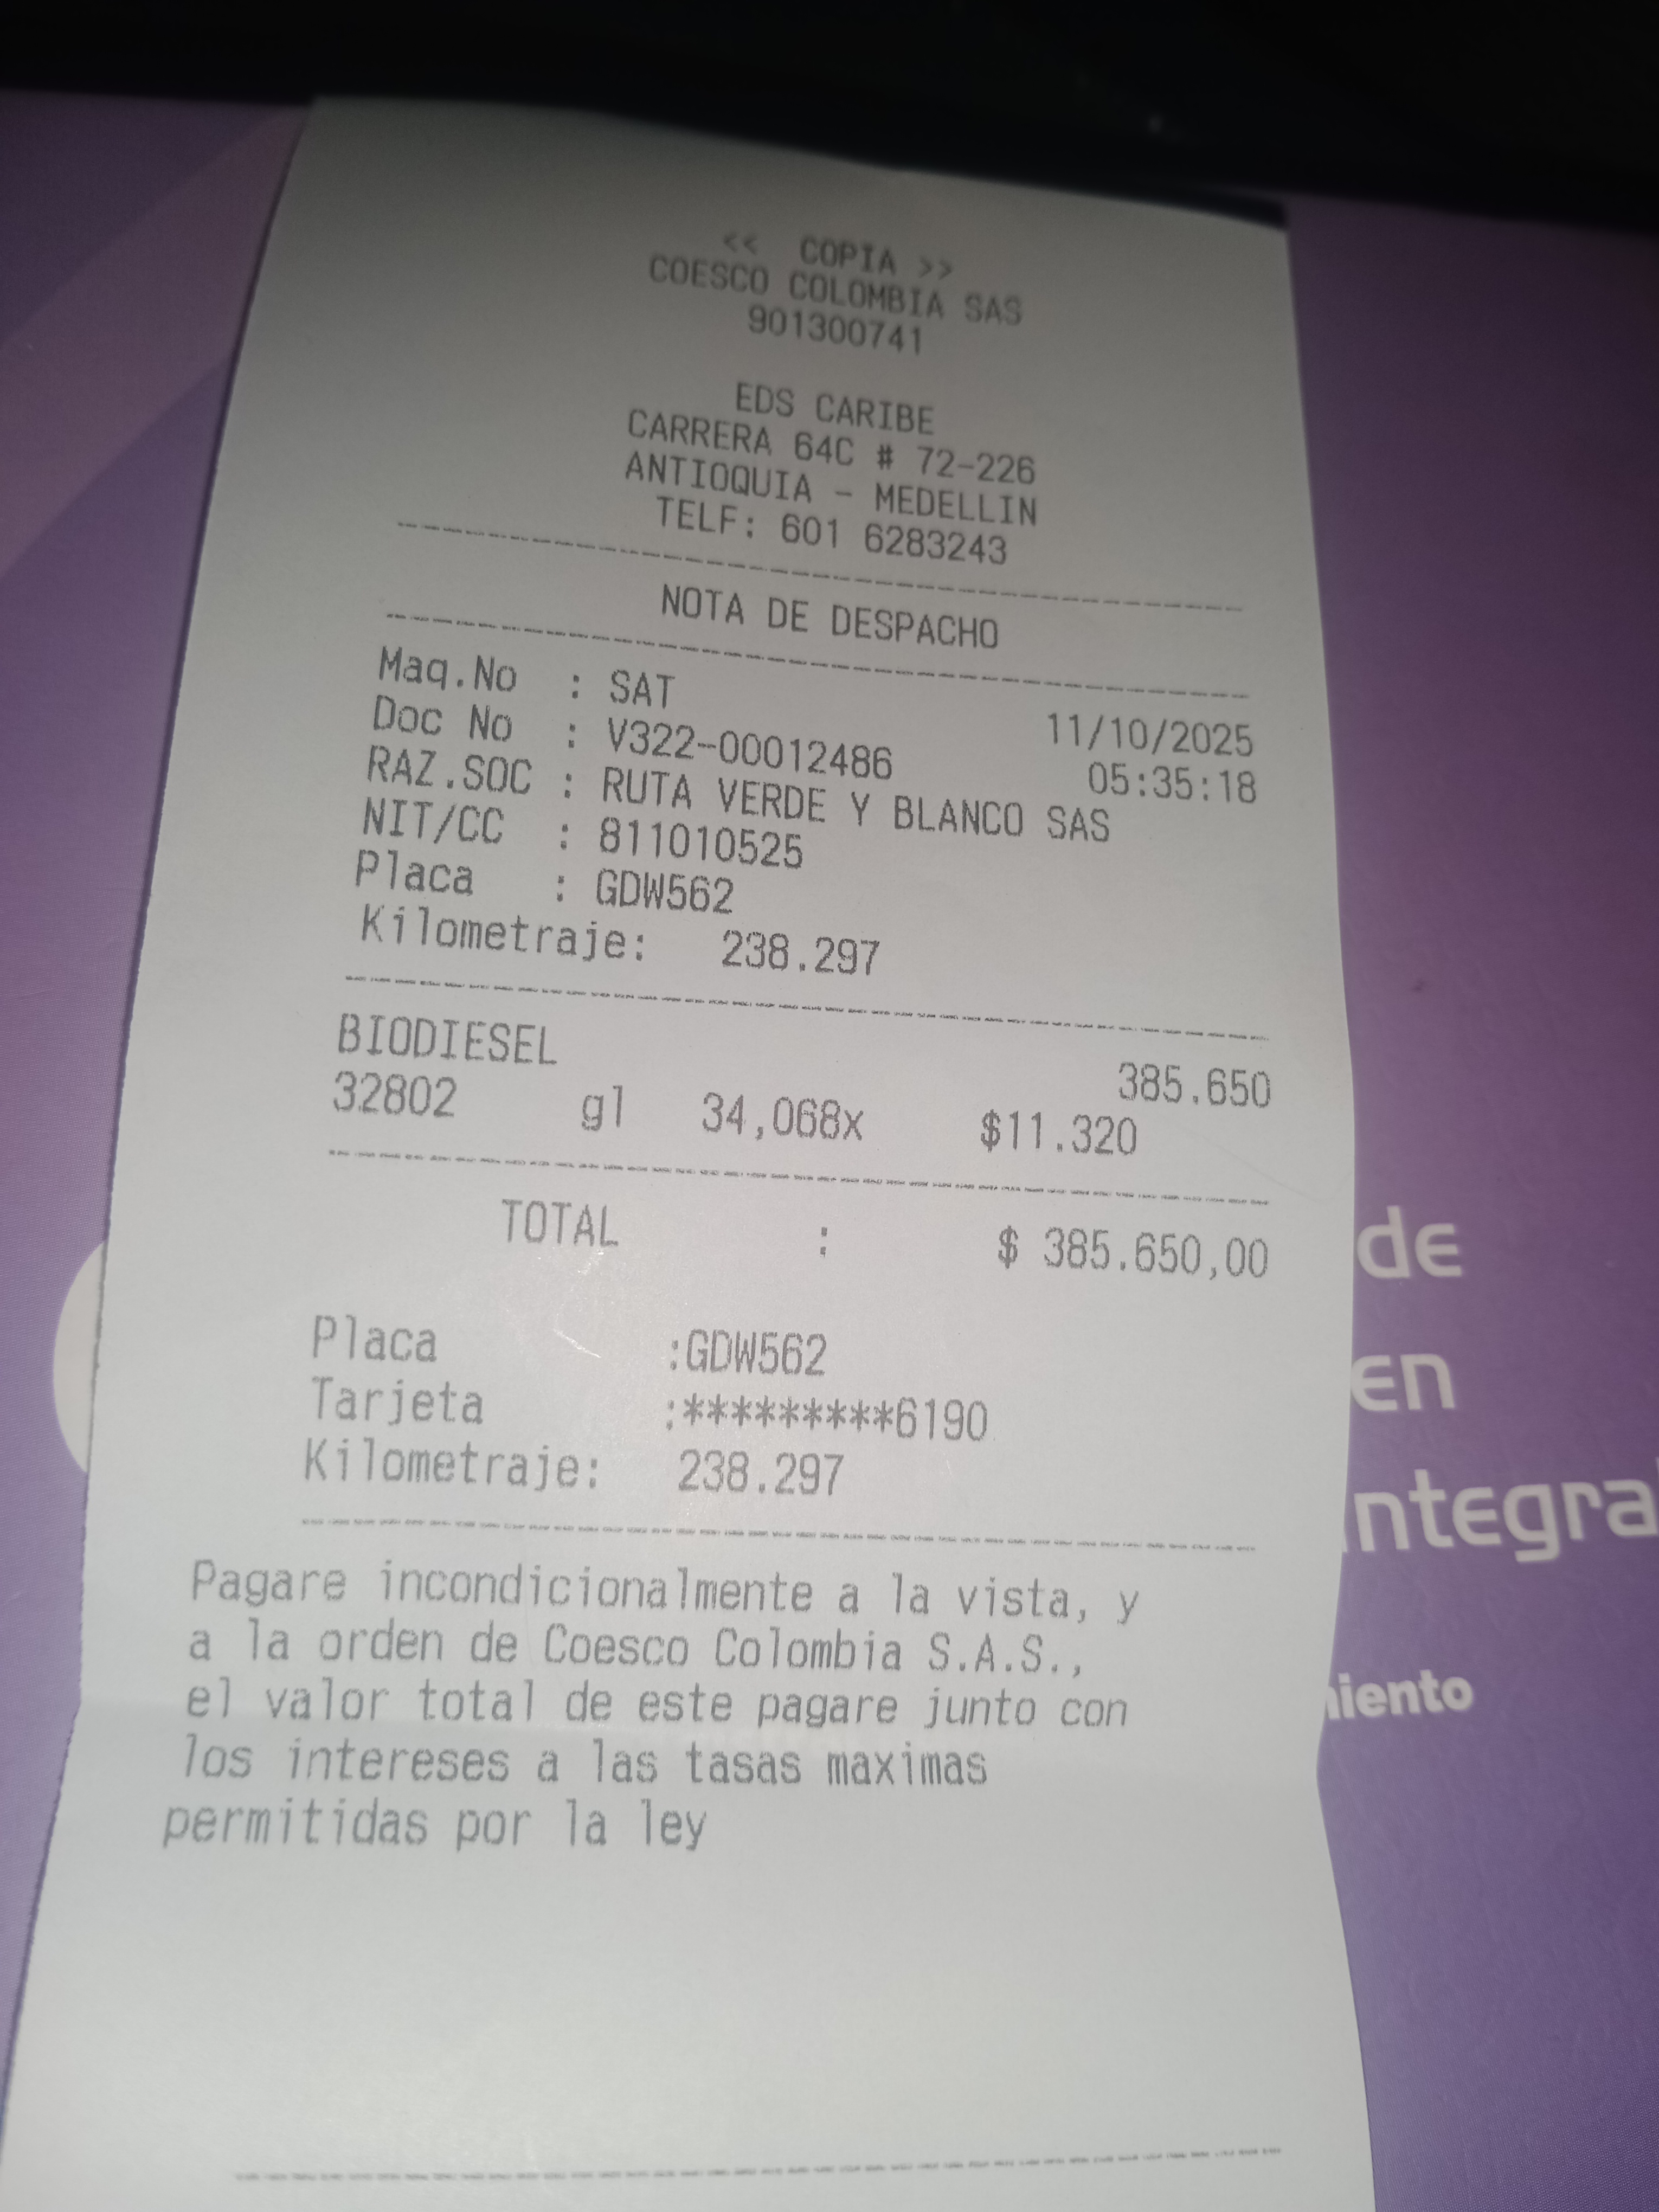 << COPIA >>
COESCO COLOMBIA SAS
901300741
EDS CARIBE
CARRERA 64C # 72-226
ANTIOQUIA - MEDELLIN
TELF: 601 6283243
NOTA DE DESPACHO
Maq.No : SAT 11/10/2025
Doc No : V322-00012486 05:35:18
RAZ.SOC : RUTA VERDE Y BLANCO SAS
NIT/CC : 811010525
Placa : GDW562
Kilometraje: 238.297
BIODIESEL 385.650
32802 gl 34,068x $11.320
TOTAL : $ 385.650,00
Placa :GDW562
Tarjeta :*********6190
Kilometraje: 238.297
Pagare incondicionalmente a la vista, y
a la orden de Coesco Colombia S.A.S.,
el valor total de este pagare junto con
los intereses a las tasas maximas
permitidas por la ley
de
en